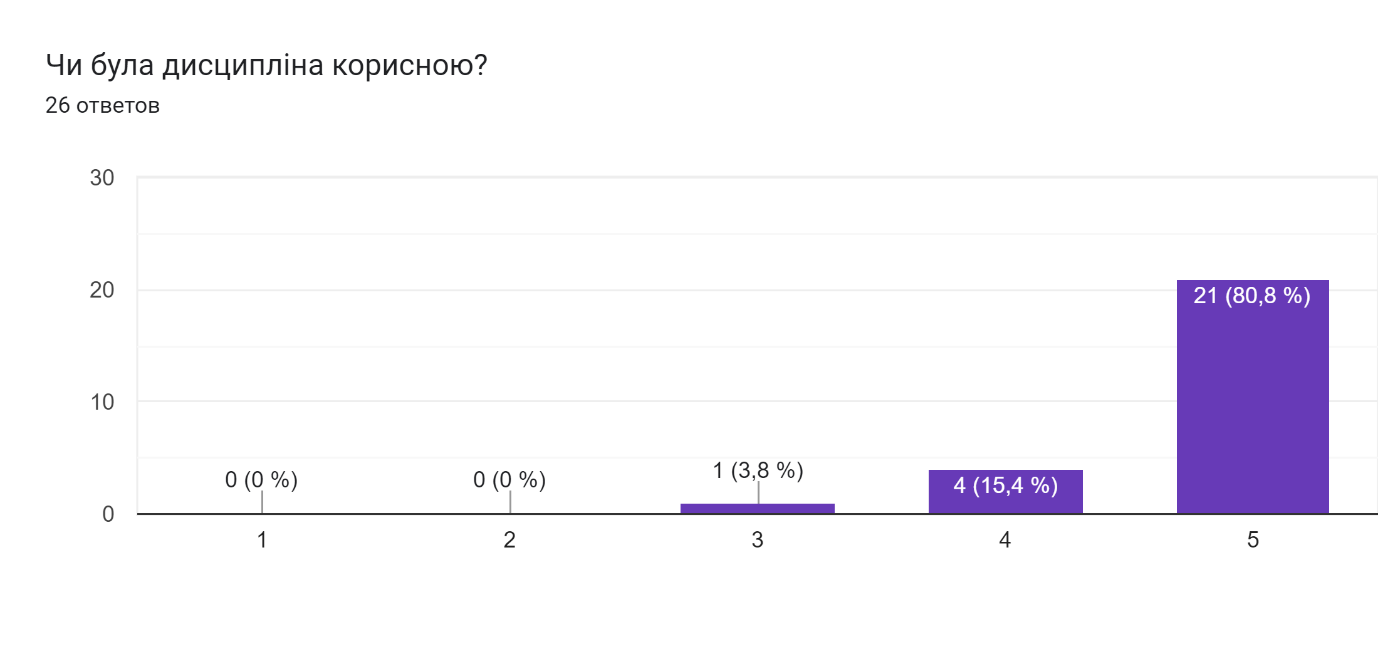 Чи була дисципліна корисною?
26 ответов
30
20
10
0
0 (0 %)
0 (0 %)
1 (3,8 %)
4 (15,4 %)
21 (80,8 %)
1
2
3
4
5